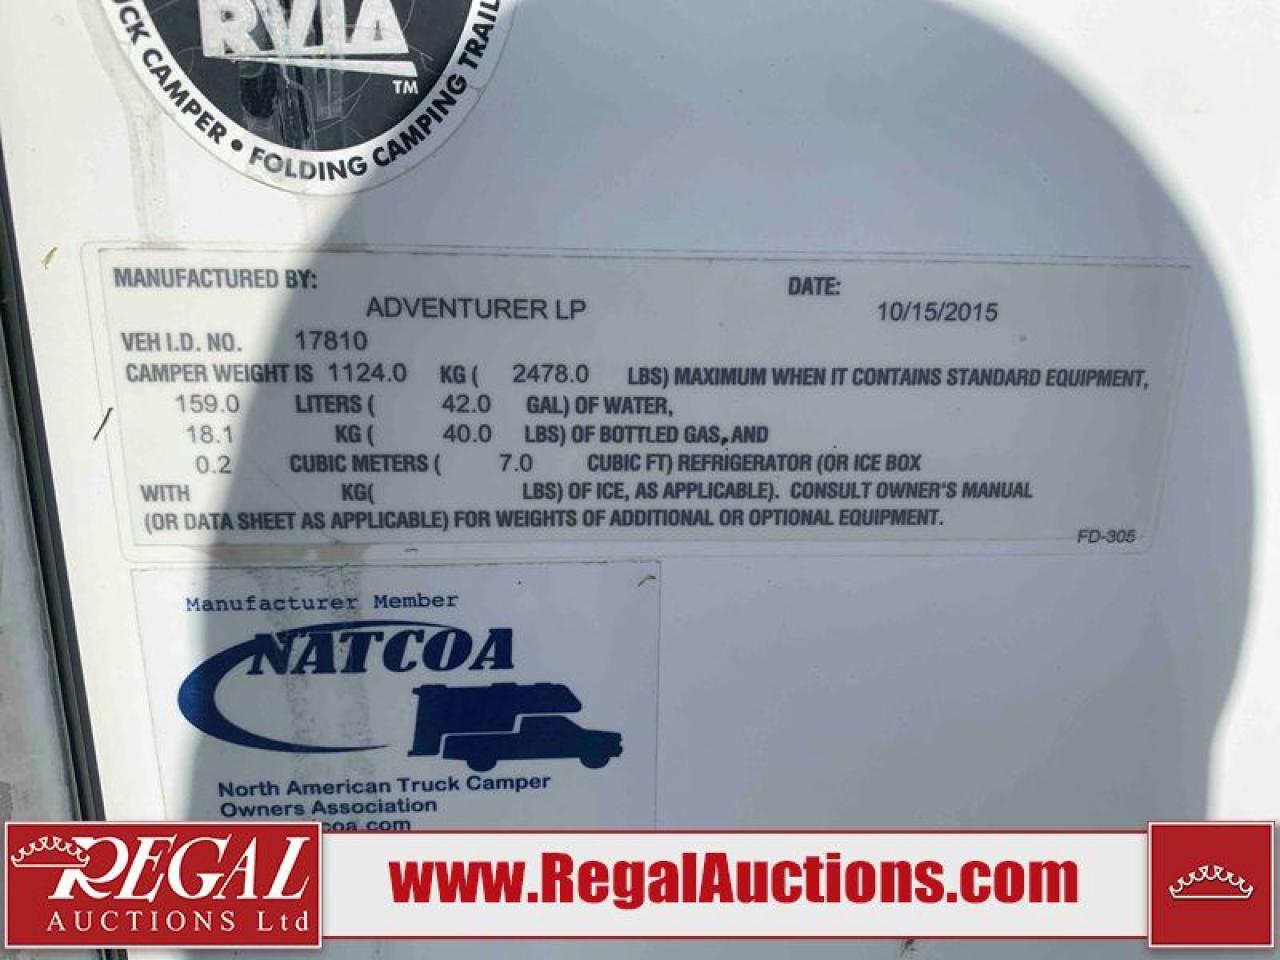 RVIA
TM
UCK CAMPER • FOLDING CAMPING TRAIL
MANUFACTURED BY: DATE:
ADVENTURER LP 10/15/2015
VEH I.D. NO. 17810
CAMPER WEIGHT IS 1124.0 KG ( 2478.0 LBS) MAXIMUM WHEN IT CONTAINS STANDARD EQUIPMENT,
159.0 LITERS ( 42.0 GAL) OF WATER,
18.1 KG ( 40.0 LBS) OF BOTTLED GAS, AND
0.2 CUBIC METERS ( 7.0 CUBIC FT) REFRIGERATOR (OR ICE BOX
WITH KG( LBS) OF ICE, AS APPLICABLE). CONSULT OWNER'S MANUAL
(OR DATA SHEET AS APPLICABLE) FOR WEIGHTS OF ADDITIONAL OR OPTIONAL EQUIPMENT.
FD-305
Manufacturer Member
NATCOA
North American Truck Camper
Owners Association
coa.com
REGAL
AUCTIONS Ltd
www.RegalAuctions.com